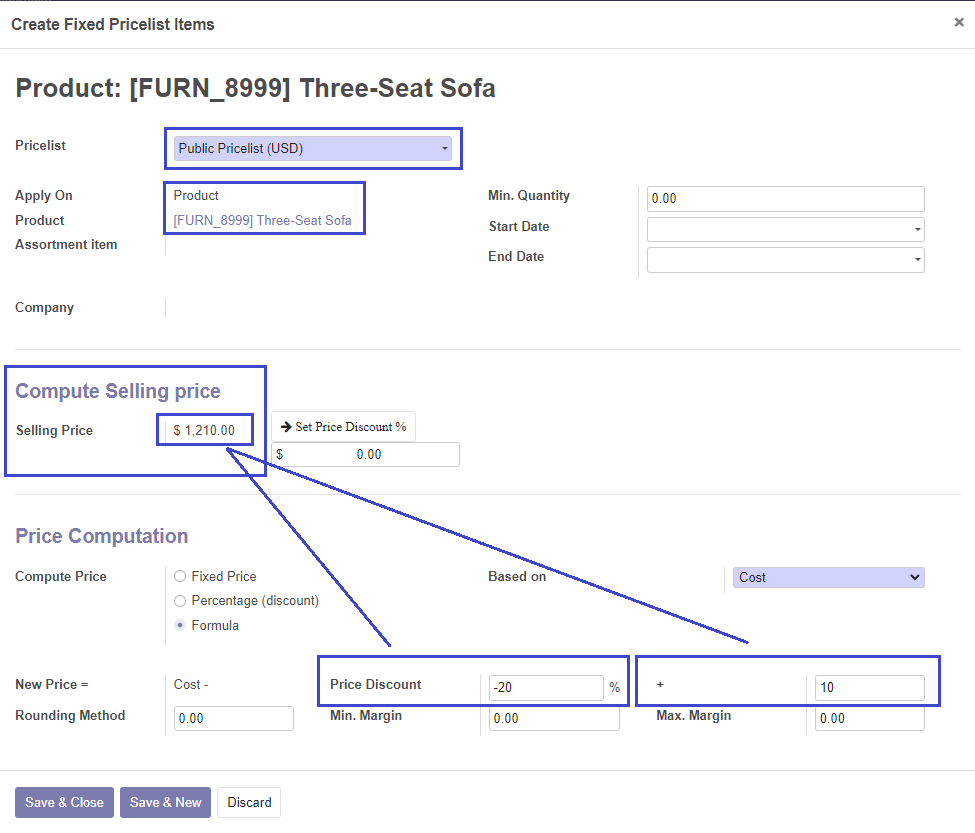 Create Fixed Pricelist Items ×
Product: [FURN_8999] Three-Seat Sofa
Pricelist Public Pricelist (USD)
Apply On Product Min. Quantity 0.00
Product [FURN_8999] Three-Seat Sofa Start Date
Assortment item End Date
Company
Compute Selling price
Selling Price $ 1,210.00 Set Price Discount %
$ 0.00
Price Computation
Compute Price Fixed Price Based on Cost
Percentage (discount)
Formula
New Price = Cost - Price Discount -20 % + 10
Rounding Method 0.00 Min. Margin 0.00 Max. Margin 0.00
Save & Close Save & New Discard